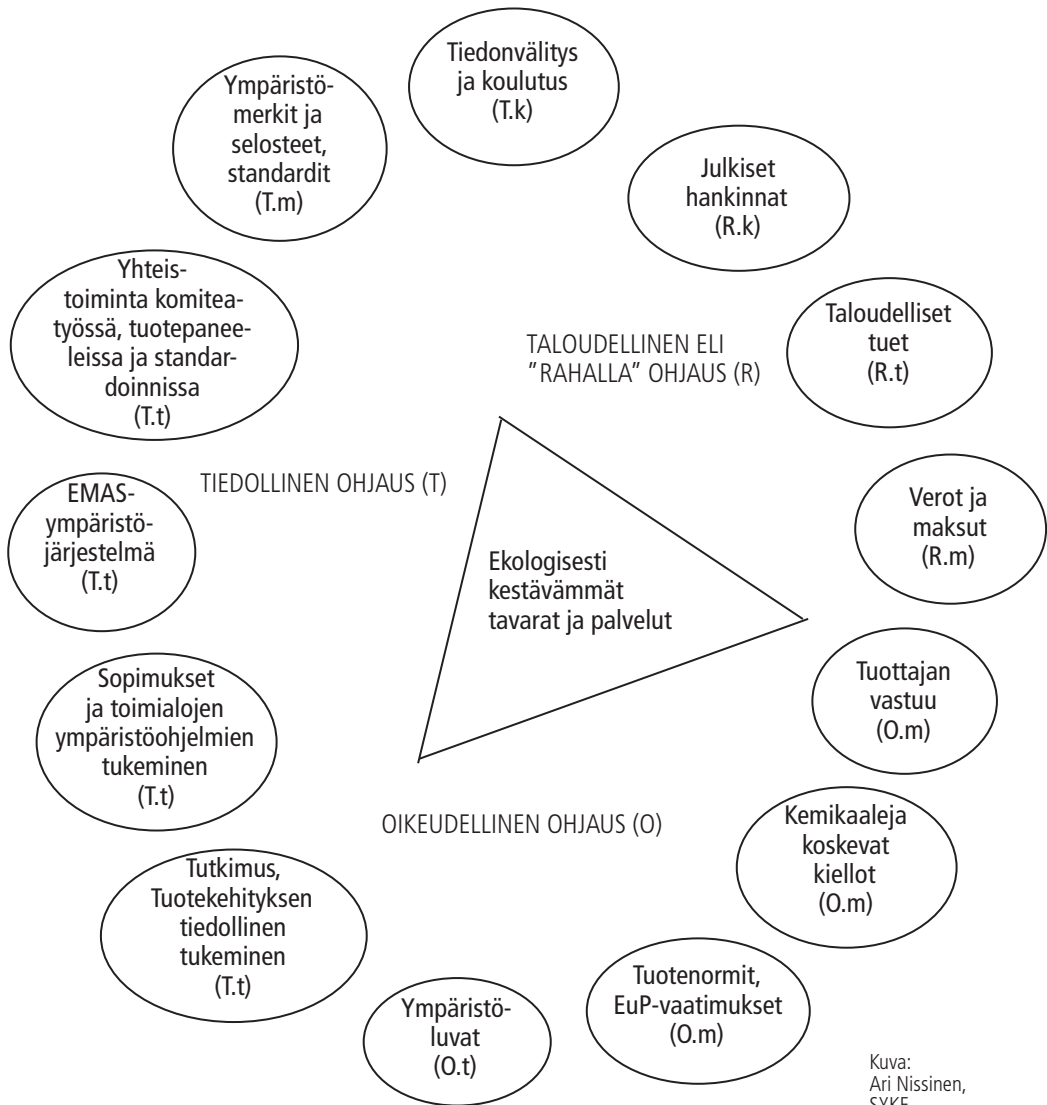 Tiedonvälitys
ja koulutus
(T.k)
Ympäristö-
merkit ja
selosteet,
standardit
(T.m)
Julkiset
hankinnat
(R.k)
Yhteis-
toiminta komitea-
työssä, tuotepanee-
leissa ja standar-
doinnissa
(T.t)
TALOUDELLINEN ELI
"RAHALLA" OHJAUS (R)
Taloudelliset
tuet
(R.t)
TIEDOLLINEN OHJAUS (T)
EMAS-
ympäristö-
järjestelmä
(T.t)
Verot ja
maksut
(R.m)
Ekologisesti
kestävämmät
tavarat ja palvelut
Tuottajan
vastuu
(O.m)
Sopimukset
ja toimialojen
ympäristöohjelmien
tukeminen
(T.t)
OIKEUDELLINEN OHJAUS (O)
Kemikaaleja
koskevat
kiellot
(O.m)
Tutkimus,
Tuotekehityksen
tiedollinen
tukeminen
(T.t)
Tuotenormit,
EuP-vaatimukset
(O.m)
Ympäristö-
luvat
(O.t)
Kuva:
Ari Nissinen,
SYKE